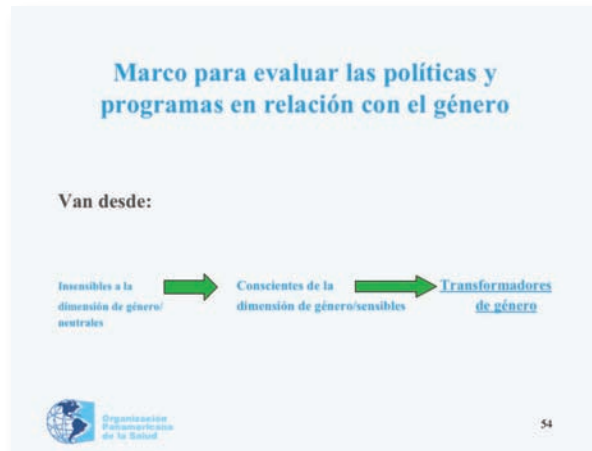 Marco para evaluar las políticas y
programas en relación con el género
Van desde:
Insensibles a la
dimensión de género/
neutrales
Conscientes de la
dimensión de género/sensibles
Transformadores
de género
Organización
Panamericana
de la Salud
54